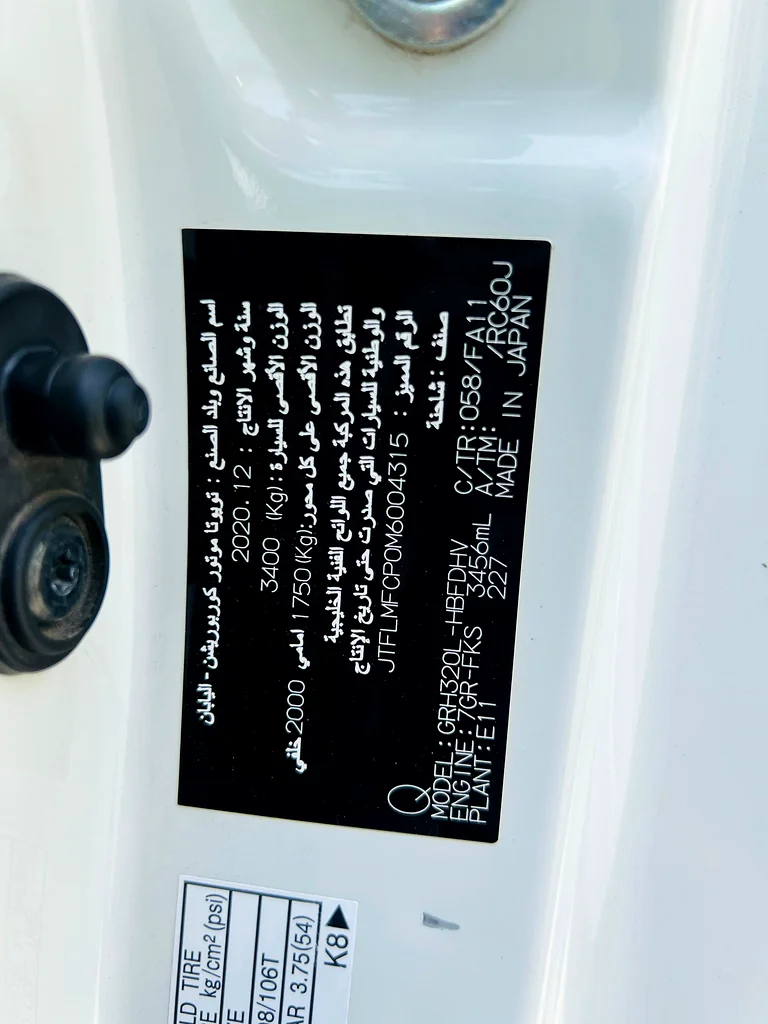 اسم الصانع وبلد الصنع : تويوتا موتور كوربوريشن - اليابان
سنة وشهر الإنتاج : 2020.12
الوزن الأقصى للسيارة : (Kg) 3400
الوزن الأقصى على كل محور:(Kg) 1750 امامي 2000 خلفي
تطابق هذه المركبة جميع اللوائح الفنية الخليجية
والوطنية للسيارات التي صدرت حتى تاريخ الإنتاج
الرقم المميز : JTFLMFCP0M6004315
صنف : شاحنة
MODEL:GRH320L-HBFDHV C/TR:058/FA11
ENGINE:7GR-FKS 3456mL A/TM: /RC60J
PLANT:E11 227 MADE IN JAPAN
LD TIRE
kg/cm² (psi)
98/106T
AR 3.75(54)
K8▶